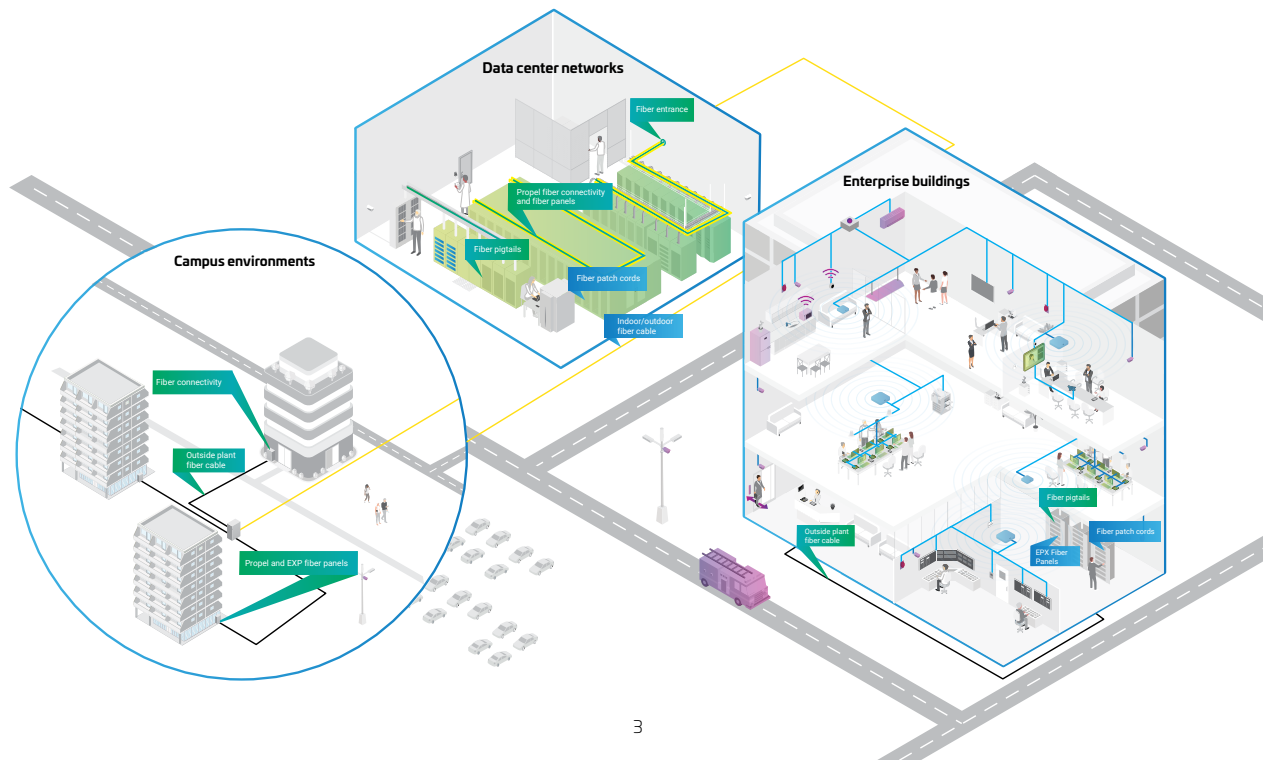 Data center networks
Fiber entrance
Propel fiber connectivity
and fiber panels
Fiber pigtails
Fiber patch cords
Indoor/outdoor
fiber cable
Campus environments
Fiber connectivity
Outside plant
fiber cable
Propel and EXP fiber panels
Enterprise buildings
Fiber pigtails
Fiber patch cords
EPX Fiber
Panels
Outside plant
fiber cable
3